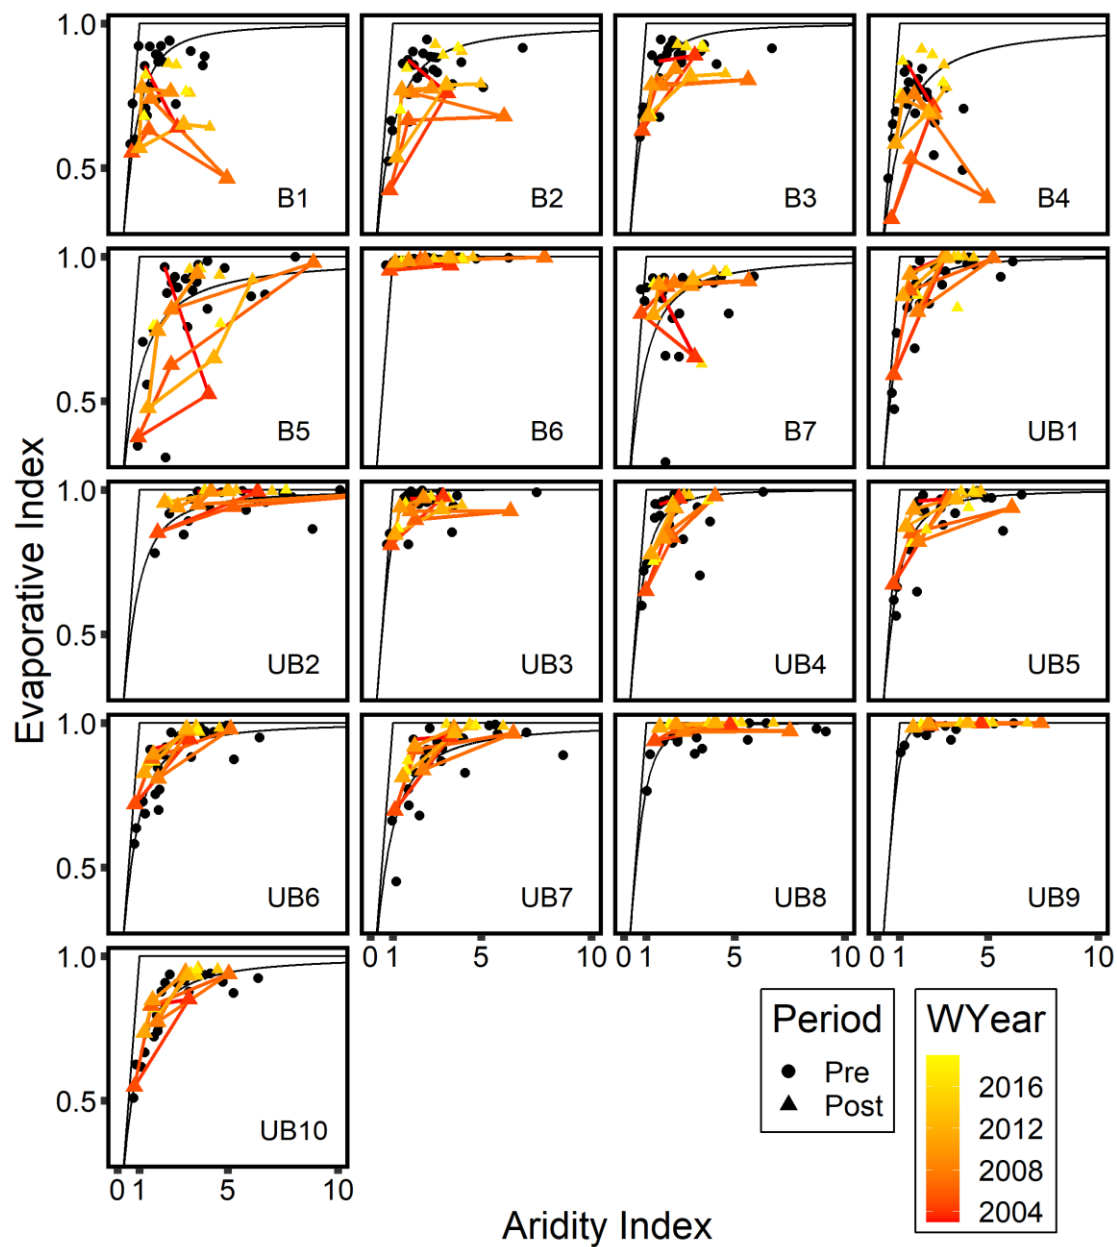 1.0
0.5
B1
B2
B3
B4
1.0
0.5
B5
B6
B7
UB1
1.0
0.5
UB2
UB3
UB4
UB5
1.0
0.5
UB6
UB7
UB8
UB9
0 1 5 10
0 1 5 10
0 1 5 10
1.0
0.5
UB10
0 1 5 10
Evaporative Index
Aridity Index
Period
Pre
Post
WYear
2016
2012
2008
2004